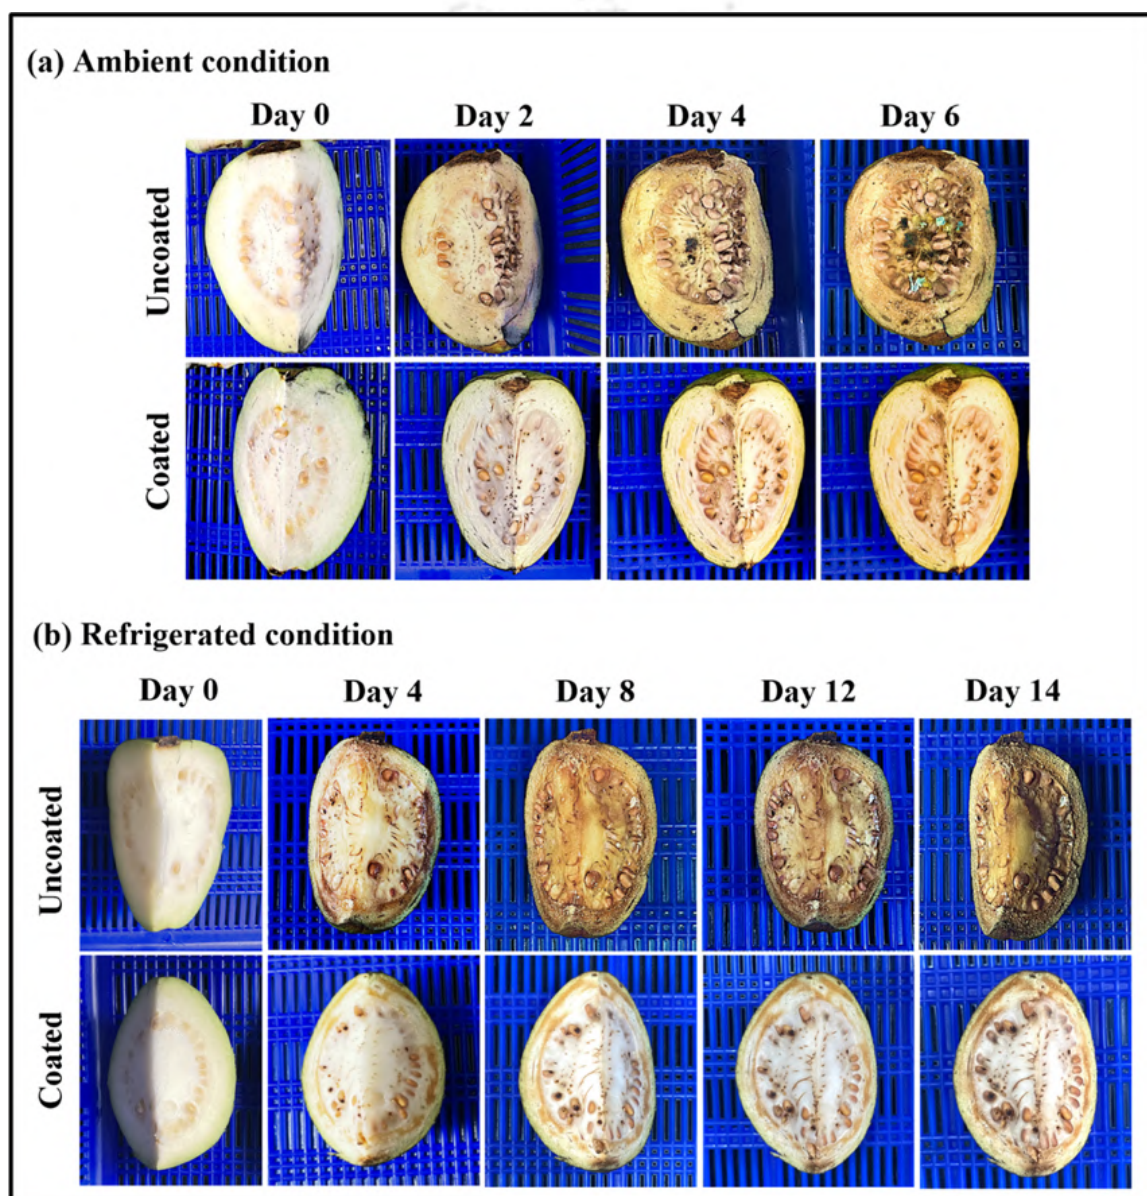 (a) Ambient condition
Day 0 Day 2 Day 4 Day 6
Uncoated
Coated
(b) Refrigerated condition
Day 0 Day 4 Day 8 Day 12 Day 14
Uncoated
Coated